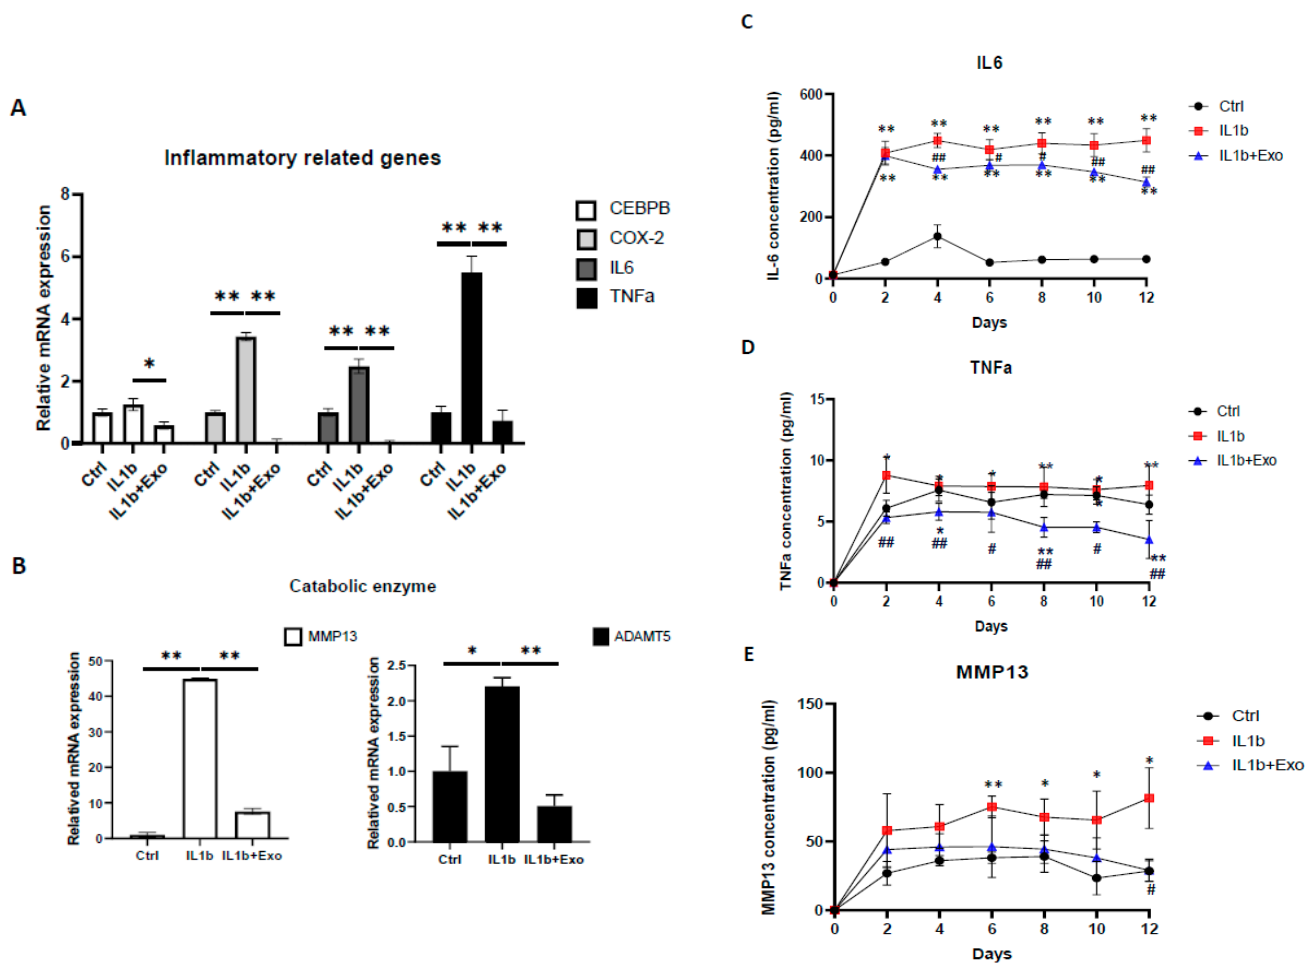 A
Inflammatory related genes
Relative mRNA expression
8
6
4
2
0
** **
** **
** **
*
CEBPB
COX-2
IL6
TNFa
Ctrl
IL1b
IL1b+Exo
Ctrl
IL1b
IL1b+Exo
Ctrl
IL1b
IL1b+Exo
Ctrl
IL1b
IL1b+Exo
B
Catabolic enzyme
MMP13
Relatived mRNA expression
50
40
30
20
10
0
** **
Ctrl IL1b IL1b+Exo
ADAMT5
Relatived mRNA expression
2.5
2.0
1.5
1.0
0.5
0.0
* **
Ctrl IL1b IL1b+Exo
C
IL6
IL-6 concentration (pg/ml)
600
400
200
0
** ** ** ** ** **
## # # ## ##
** ** ** ** ** **
0 2 4 6 8 10 12
Days
Ctrl
IL1b
IL1b+Exo
D
TNFa
TNFa concentration (pg/ml)
15
10
5
0
* * * ** * **
*
* ** **
## ## # ## # ##
0 2 4 6 8 10 12
Days
Ctrl
IL1b
IL1b+Exo
E
MMP13
MMP13 concentration (pg/ml)
150
100
50
0
** * * *
#
0 2 4 6 8 10 12
Days
Ctrl
IL1b
IL1b+Exo